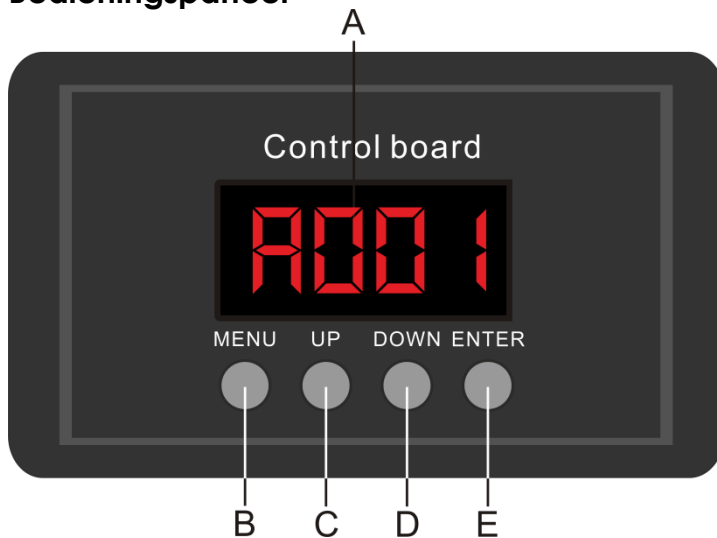 Bedieningspaneel
A
Control board
A001
MENU UP DOWN ENTER
B C D E